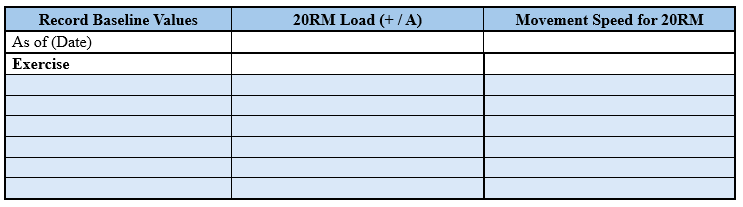 Record Baseline Values 20RM Load (+ / A) Movement Speed for 20RM
As of (Date)
Exercise